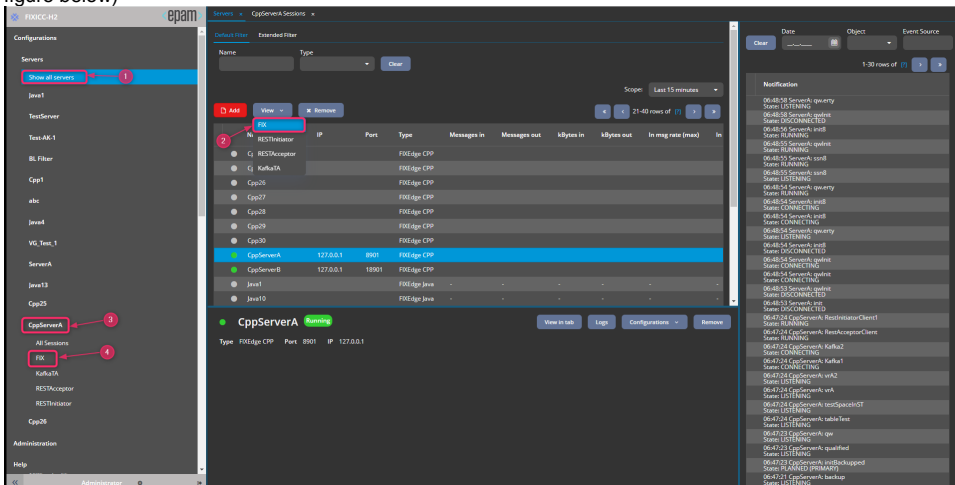 figure below)
FIXICC-H2
epam
Configurations
Servers
Show all servers
1
Java1
TestServer
Test-AK-1
BL Filter
Cpp1
abc
Java4
VG_Test_1
ServerA
Java13
Cpp25
CppServerA
3
All Sessions
FIX
4
KafkaTA
RESTAcceptor
RESTInitiator
Cpp26
Administration
Help
Administrator
Servers ×
CppServerA Sessions ×
Default Filter
Extended Filter
Name
Type
Clear
Scope: Last 15 minutes
Add
View
× Remove
« ‹ 21-40 rows of [?] › »
2
FIX
RESTInitiator
RESTAcceptor
KafkaTA
IP Port Type Messages in Messages out kBytes in kBytes out In msg rate (max) In
FIXEdge CPP
FIXEdge CPP
Cpp26 FIXEdge CPP
Cpp27 FIXEdge CPP
Cpp28 FIXEdge CPP
Cpp29 FIXEdge CPP
Cpp30 FIXEdge CPP
CppServerA 127.0.0.1 8901 FIXEdge CPP
CppServerB 127.0.0.1 18901 FIXEdge CPP
Java1 FIXEdge Java - - - - - -
Java10 FIXEdge Java - - - - - -
CppServerA Running
View in tab
Logs
Configurations
Remove
Type FIXEdge CPP Port 8901 IP 127.0.0.1
Date
Object
Event Source
Clear
1-30 rows of [?] › »
Notification
06:48:58 ServerA: qw.erty
State: LISTENING
06:48:58 ServerA: qwInit
State: DISCONNECTED
06:48:56 ServerA: init8
State: RUNNING
06:48:55 ServerA: qwInit
State: RUNNING
06:48:55 ServerA: ssn8
State: RUNNING
06:48:55 ServerA: ssn8
State: LISTENING
06:48:54 ServerA: qw.erty
State: RUNNING
06:48:54 ServerA: init8
State: CONNECTING
06:48:54 ServerA: init8
State: CONNECTING
06:48:54 ServerA: qw.erty
State: LISTENING
06:48:54 ServerA: init8
State: DISCONNECTED
06:48:54 ServerA: qwInit
State: CONNECTING
06:48:54 ServerA: qwInit
State: CONNECTING
06:48:53 ServerA: qwInit
State: DISCONNECTED
06:48:53 ServerA: init
State: DISCONNECTED
06:47:24 CppServerA: RestInitiatorClient1
State: RUNNING
06:47:24 CppServerA: RestAcceptorClient
State: RUNNING
06:47:24 CppServerA: Kafka2
State: CONNECTING
06:47:24 CppServerA: Kafka1
State: CONNECTING
06:47:24 CppServerA: vrA2
State: LISTENING
06:47:24 CppServerA: vrA
State: LISTENING
06:47:24 CppServerA: testSpaceInST
State: LISTENING
06:47:24 CppServerA: tableTest
State: LISTENING
06:47:23 CppServerA: qw
State: LISTENING
06:47:23 CppServerA: qualified
State: LISTENING
06:47:23 CppServerA: initBackupped
State: PLANNED (PRIMARY)
06:47:21 CppServerA: backup
State: LISTENING